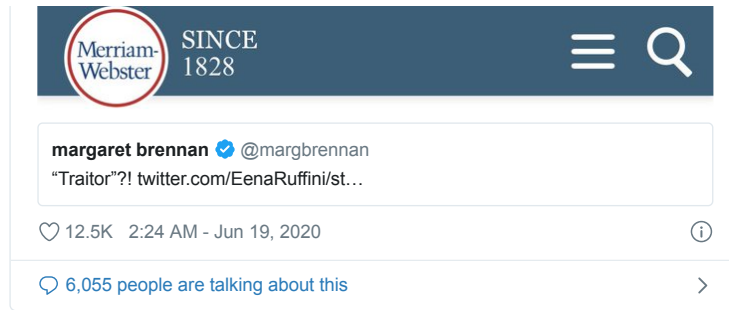 Merriam-
Webster
SINCE
1828
margaret brennan @margbrennan
“Traitor”?! twitter.com/EenaRuffini/st…
12.5K 2:24 AM - Jun 19, 2020
6,055 people are talking about this